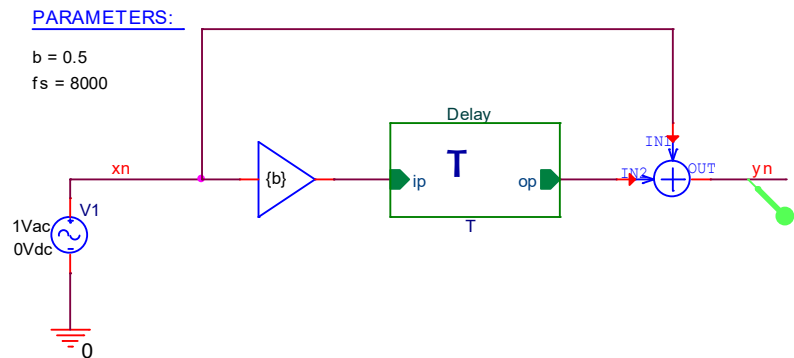 PARAMETERS:
b = 0.5
fs = 8000
Delay
IN1
xn
{b}
ip
T
op
IN2
OUT
yn
V1
T
1Vac
0Vdc
0